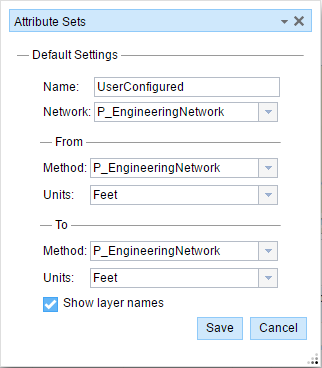 Attribute Sets
Default Settings
Name: UserConfigured
Network: P_EngineeringNetwork
From
Method: P_EngineeringNetwork
Units: Feet
To
Method: P_EngineeringNetwork
Units: Feet
Show layer names
Save Cancel